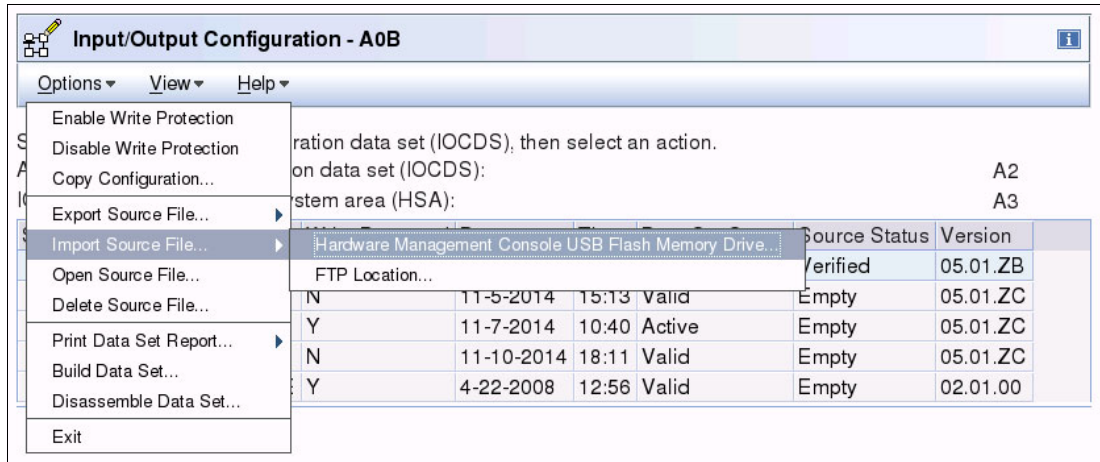 Input/Output Configuration - A0B
Options View Help
Enable Write Protection
Disable Write Protection
Copy Configuration...
Export Source File...
Import Source File...
Open Source File...
Delete Source File...
Print Data Set Report...
Build Data Set...
Disassemble Data Set...
Exit
Hardware Management Console USB Flash Memory Drive...
FTP Location...
data set (IOCDS), then select an action.
data set (IOCDS): A2
area (HSA): A3
Source Status Version
Verified 05.01.ZB
N 11-5-2014 15:13 Valid Empty 05.01.ZC
Y 11-7-2014 10:40 Active Empty 05.01.ZC
N 11-10-2014 18:11 Valid Empty 05.01.ZC
Y 4-22-2008 12:56 Valid Empty 02.01.00